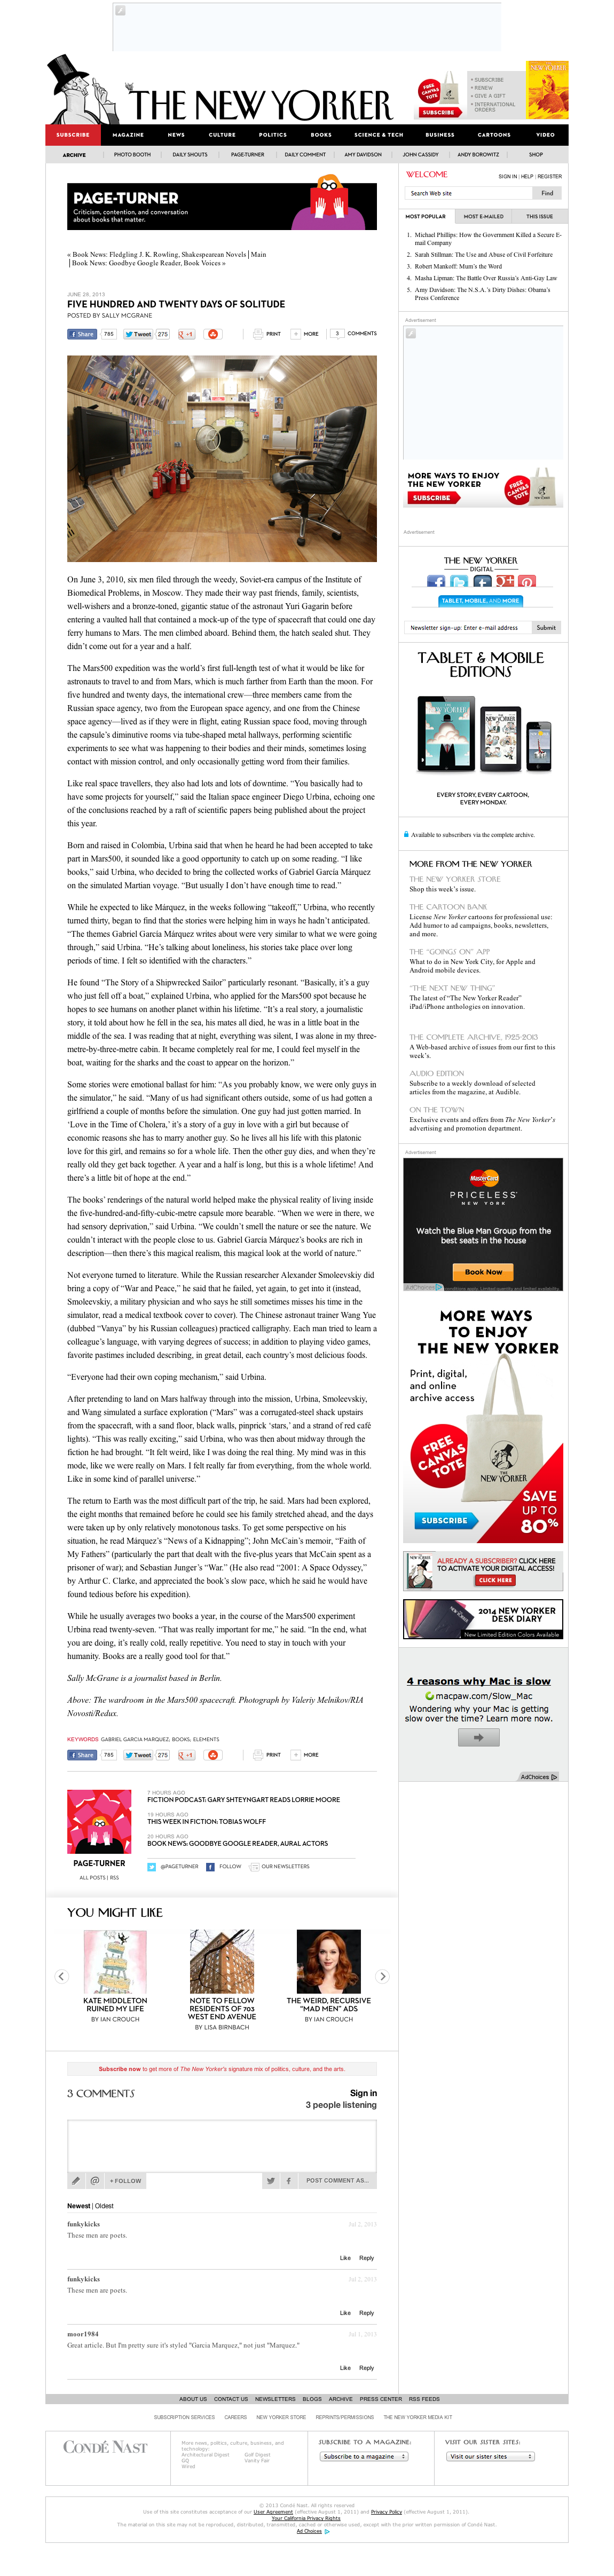 THE NEW YORKER
FREE CANVAS TOTE
SUBSCRIBE
SUBSCRIBE
RENEW
GIVE A GIFT
INTERNATIONAL ORDERS
SUBSCRIBE MAGAZINE NEWS CULTURE POLITICS BOOKS SCIENCE & TECH BUSINESS CARTOONS VIDEO
ARCHIVE PHOTO BOOTH DAILY SHOUTS PAGE-TURNER DAILY COMMENT AMY DAVIDSON JOHN CASSIDY ANDY BOROWITZ SHOP
PAGE-TURNER
Criticism, contention, and conversation
about books that matter.
« Book News: Fledgling J. K. Rowling, Shakespearean Novels | Main
| Book News: Goodbye Google Reader, Book Voices »
JUNE 28, 2013
FIVE HUNDRED AND TWENTY DAYS OF SOLITUDE
POSTED BY SALLY MCGRANE
Share 785 Tweet 275 +1 PRINT MORE 3 COMMENTS
On June 3, 2010, six men filed through the weedy, Soviet-era campus of the Institute of
Biomedical Problems, in Moscow. They made their way past friends, family, scientists,
well-wishers and a bronze-toned, gigantic statue of the astronaut Yuri Gagarin before
entering a vaulted hall that contained a mock-up of the type of spacecraft that could one day
ferry humans to Mars. The men climbed aboard. Behind them, the hatch sealed shut. They
didn't come out for a year and a half.
The Mars500 expedition was the world's first full-length test of what it would be like for
astronauts to travel to and from Mars, which is much farther from Earth than the moon. For
five hundred and twenty days, the international crew—three members came from the
Russian space agency, two from the European space agency, and one from the Chinese
space agency—lived as if they were in flight, eating Russian space food, moving through
the capsule's diminutive rooms via tube-shaped metal hallways, performing scientific
experiments to see what was happening to their bodies and their minds, sometimes losing
contact with mission control, and only occasionally getting word from their families.
Like real space travellers, they also had lots and lots of downtime. "You basically had to
have some projects for yourself," said the Italian space engineer Diego Urbina, echoing one
of the conclusions reached by a raft of scientific papers being published about the project
this year.
Born and raised in Colombia, Urbina said that when he heard he had been accepted to take
part in Mars500, it sounded like a good opportunity to catch up on some reading. "I like
books," said Urbina, who decided to bring the collected works of Gabriel García Márquez
on the simulated Martian voyage. "But usually I don't have enough time to read."
While he expected to like Márquez, in the weeks following "takeoff," Urbina, who recently
turned thirty, began to find that the stories were helping him in ways he hadn't anticipated.
"The themes Gabriel García Márquez writes about were very similar to what we were going
through," said Urbina. "He's talking about loneliness, his stories take place over long
periods of time. I felt so identified with the characters."
He found "The Story of a Shipwrecked Sailor" particularly resonant. "Basically, it's a guy
who just fell off a boat," explained Urbina, who applied for the Mars500 spot because he
hopes to see humans on another planet within his lifetime. "It's a real story, a journalistic
story, it told about how he fell in the sea, his mates all died, he was in a little boat in the
middle of the sea. I was reading that at night, everything was silent, I was alone in my three-
metre-by-three-metre cabin. It became completely real for me, I could feel myself in the
boat, waiting for the sharks and the coast to appear on the horizon."
Some stories were emotional ballast for him: "As you probably know, we were only guys in
the simulator," he said. "Many of us had significant others outside, some of us had gotten a
girlfriend a couple of months before simulation. One guy had just gotten married. In
'Love in the Time of Cholera,' it's a story of a guy in love with a girl but because of
economic reasons she has to marry someone guy. So he lives all his life with this platonic
love for this girl, and remains so for a whole life. Then the other guy dies, and when they're
really old they get back together. A year and a half is long, but this is a whole lifetime! And
there's a little bit of hope at the end."
The books' renderings of the natural world helped make the physical reality of flying inside
the five-hundred-and-fifty-cubic-metre capsule more bearable. "When we were in there, we
had sensory deprivation," said Urbina. "We couldn't smell the nature or see the nature. We
couldn't interact with the people close to us. Gabriel García Márquez's books are rich in
description—then there's this magical realism, this magical look at the world of nature."
Not everyone turned to literature. While the Russian researcher Alexander Smoleevskiy did
bring a copy of "War and Peace," he had started it before, and, yet again, he failed to get
past the beginning. "I will finish it, one day," he said, "but I have yet to get into it (instead,
Smoleevskiy, a military physician and who says he still sometimes misses his time in the
simulator, read a medical textbook cover to cover). The Chinese astronaut trainer Wang Yue
(dubbed "Vanya" by his Russian colleagues) practiced calligraphy. Each man tried to learn a
colleague's language, with varying degrees of success; in addition to playing video games,
favorite pastimes included describing, in great detail, each country's most delicious foods.
"Everyone had their own coping mechanism," said Urbina.
After pretending to land on Mars halfway through into the mission, Urbina, Smoleevskiy,
and Wang simulated a surface exploration ("Mars" was a corrugated-steel shack apart from
the spacecraft, with a sand floor, black walls, pinprick 'stars,' and a strand of red café
lights). "This was really exciting," said Urbina, who was then about midway through the
fiction he had brought. "It felt weird, like I was doing the real thing. My mind was in this
mode, like we were really on Mars. I felt really far from everything, from the whole world.
Like in some kind of parallel universe."
The return to Earth was the most difficult part of the trip, he said. Mars had been explored,
the eight months remaining before he could see his family stretched ahead, and the days
were taken up by only relatively monotonous tasks. To stay with someone in perspective on
his situation, he read Márquez's "News of a Kidnapping"; John McCain's memoir, "Faith of
My Fathers" (particularly the part that dealt with the five-plus years that McCain spent as a
prisoner of war); and Sebastian Junger's "War." (He also read "2001: A Space Odyssey,"
by Arthur C. Clarke, and appreciated the book's slow pace, which he said he would have
found tedious before his expedition).
While he usually averages two books a year, in the course of the Mars500 experiment
Urbina read twenty-seven. "That was really important for me," he said. "In the end, what
you are doing, it's really cold, really repetitive. You need to stay in touch with your
humanity. Books are a really good tool for that."
Sally McGrane is a journalist based in Berlin.
Above: The wardroom in the Mars500 spacecraft. Photograph by Valeriy Melnikov/RIA
Novosti/Redux.
KEYWORDS GABRIEL GARCIA MARQUEZ; BOOKS; ELEMENTS
Share 785 Tweet 275 +1 PRINT MORE
PAGE-TURNER
ALL POSTS | RSS
7 HOURS AGO
FICTION PODCAST: GARY SHTEYNGART READS LORRIE MOORE
19 HOURS AGO
THIS WEEK IN FICTION: TOBIAS WOLFF
20 HOURS AGO
BOOK NEWS: GOODBYE GOOGLE READER, AURAL ACTORS
@PAGETURNER FOLLOW OUR NEWSLETTERS
YOU MIGHT LIKE
KATE MIDDLETON RUINED MY LIFE
BY IAN CROUCH
NOTE TO FELLOW RESIDENTS OF 703 WEST END AVENUE
BY LISA BIRNBACH
THE WEIRD, RECURSIVE "MAD MEN" ADS
BY IAN CROUCH
Subscribe now to get more of The New Yorker's signature mix of politics, culture, and the arts.
3 COMMENTS
Sign in
3 people listening
+ FOLLOW
POST COMMENT AS...
Newest | Oldest
funkykicks Jul 2, 2013
These men are poets.
Like Reply
funkykicks Jul 2, 2013
These men are poets.
Like Reply
moor1984 Jul 1, 2013
Great article. But I'm pretty sure it's styled "Garcia Marquez," not just "Marquez."
Like Reply
WELCOME
SIGN IN | HELP | REGISTER
Search Web site Find
MOST POPULAR MOST E-MAILED THIS ISSUE
1. Michael Phillips: How the Government Killed a Secure E-
mail Company
2. Sarah Stillman: The Use and Abuse of Civil Forfeiture
3. Robert Mankoff: Mum's the Word
4. Masha Lipman: The Battle Over Russia's Anti-Gay Law
5. Amy Davidson: The N.S.A.'s Dirty Dishes: Obama's
Press Conference
Advertisement
MORE WAYS TO ENJOY
THE NEW YORKER
SUBSCRIBE
FREE CANVAS TOTE
Advertisement
THE NEW YORKER
DIGITAL
TABLET, MOBILE, AND MORE
Newsletter sign-up: Enter e-mail address Submit
TABLET & MOBILE
EDITIONS
EVERY STORY, EVERY CARTOON,
EVERY MONDAY.
Available to subscribers via the complete archive.
MORE FROM THE NEW YORKER
THE NEW YORKER STORE
Shop this week's issue.
THE CARTOON BANK
License New Yorker cartoons for professional use:
Add humor to ad campaigns, books, newsletters,
and more.
THE "GOINGS ON" APP
What to do in New York City, for Apple and
Android mobile devices.
"THE NEXT NEW THING"
The latest of "The New Yorker Reader"
iPad/iPhone anthologies on innovation.
THE COMPLETE ARCHIVE, 1925-2013
A Web-based archive of issues from our first to this
week's.
AUDIO EDITION
Subscribe to a weekly download of selected
articles from the magazine, at Audible.
ON THE TOWN
Exclusive events and offers from The New Yorker's
advertising and promotion department.
Advertisement
MasterCard
PRICELESS
NEW YORK
Watch the Blue Man Group from the
best seats in the house
Book Now
MORE WAYS
TO ENJOY
THE NEW YORKER
Print, digital,
and online
archive access
FREE CANVAS TOTE
THE NEW YORKER
SUBSCRIBE
SAVE UP TO 80%
ALREADY A SUBSCRIBER? CLICK HERE
TO ACTIVATE YOUR DIGITAL ACCESS!
CLICK HERE
2014 NEW YORKER
DESK DIARY
New Limited Edition Colors Available
4 reasons why Mac is slow
macpaw.com/Slow_Mac
Wondering why your Mac is getting
slow over the time? Learn more now.
AdChoices
ABOUT US CONTACT US NEWSLETTERS BLOGS ARCHIVE PRESS CENTER RSS FEEDS
SUBSCRIPTION SERVICES CAREERS NEW YORKER STORE REPRINTS/PERMISSIONS THE NEW YORKER MEDIA KIT
CONDÉ NAST
More news, politics, culture, business, and
technology:
Architectural Digest Golf Digest
GQ Vanity Fair
Wired
SUBSCRIBE TO A MAGAZINE:
Subscribe to a magazine
VISIT OUR SISTER SITES:
Visit our sister sites
© 2013 Condé Nast. All rights reserved
Use of this site constitutes acceptance of our User Agreement (effective August 1, 2011) and Privacy Policy (effective August 1, 2011).
Your California Privacy Rights
The material on this site may not be reproduced, distributed, transmitted, cached or otherwise used, except with the prior written permission of Condé Nast.
Ad Choices